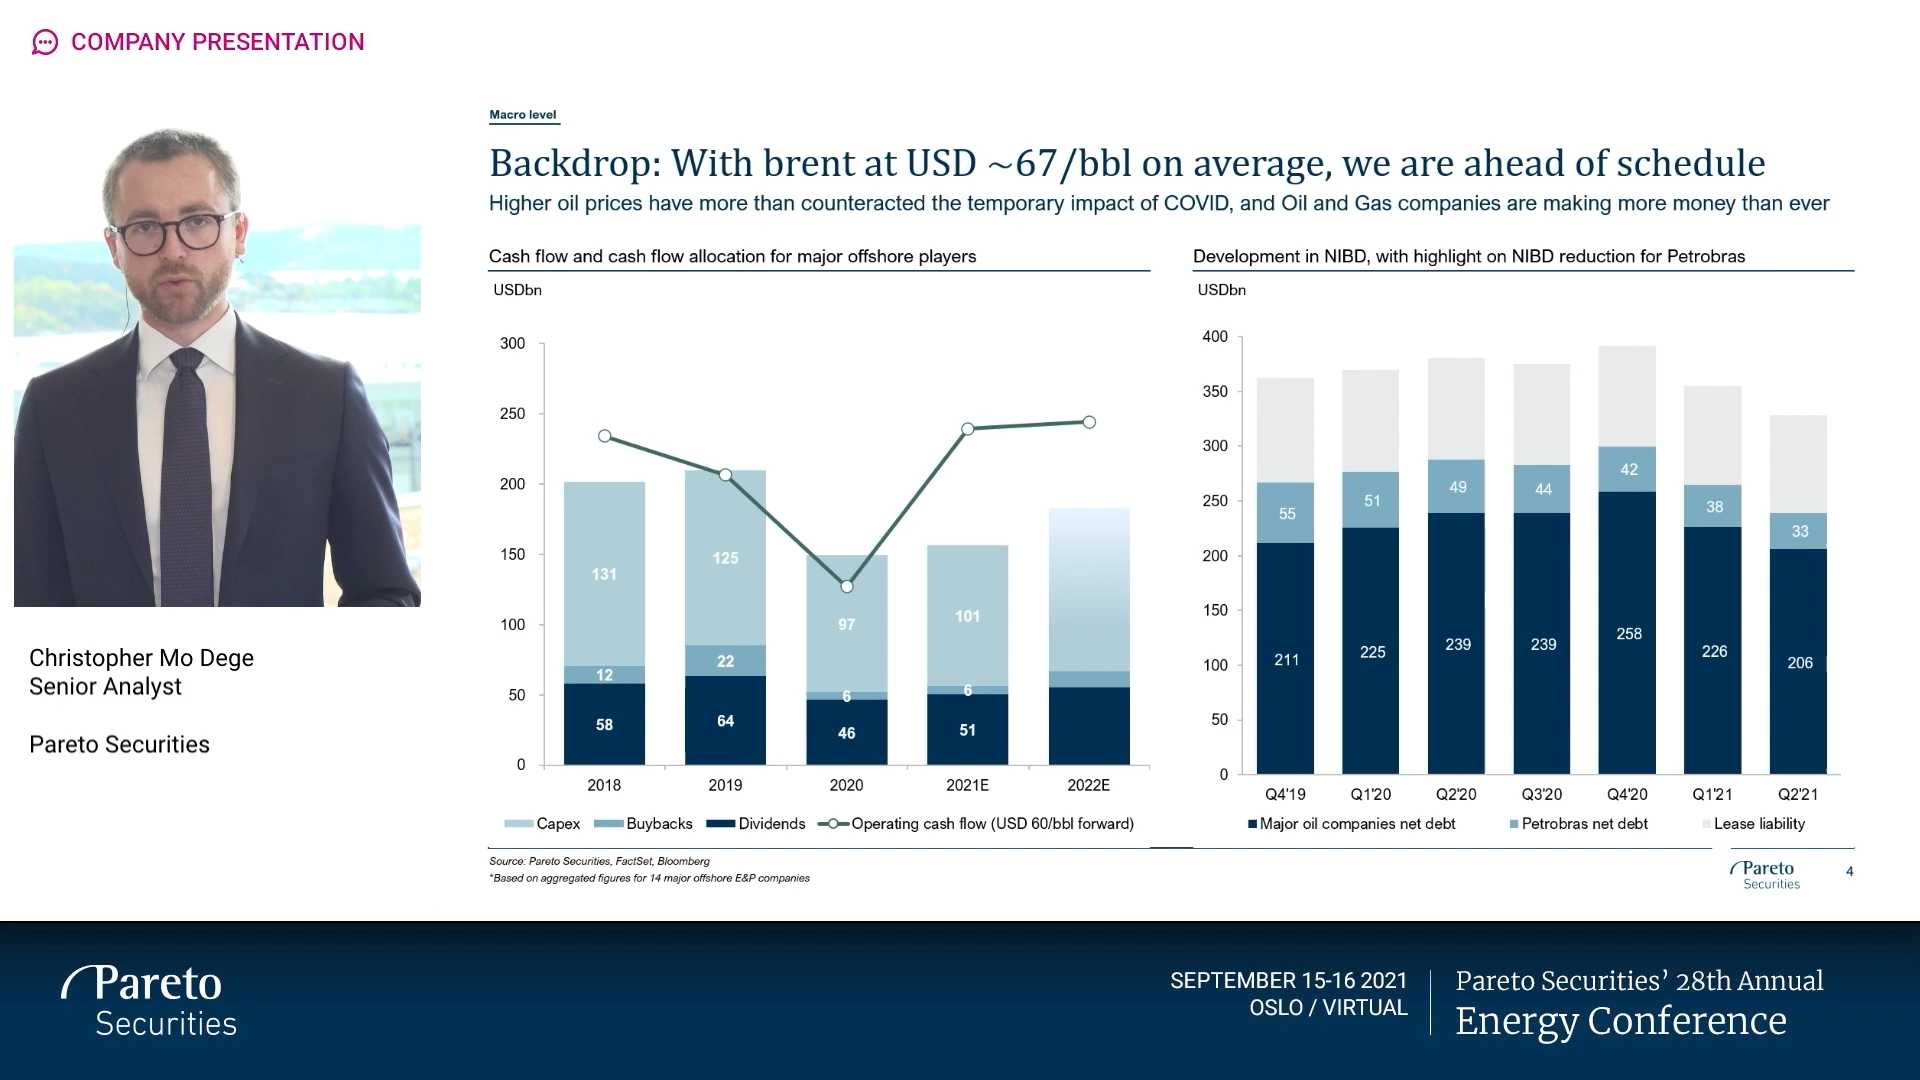 COMPANY PRESENTATION
Macro level
Backdrop: With brent at USD ~67/bbl on average, we are ahead of schedule
Higher oil prices have more than counteracted the temporary impact of COVID, and Oil and Gas companies are making more money than ever
Cash flow and cash flow allocation for major offshore players
USDbn
300
250
200
150
100
50
0
131
12
58
125
22
64
97
6
46
101
6
51
2018 2019 2020 2021E 2022E
Capex Buybacks Dividends Operating cash flow (USD 60/bbl forward)
Development in NIBD, with highlight on NIBD reduction for Petrobras
USDbn
400
350
300
250
200
150
100
50
0
55
211
51
225
49
239
44
239
42
258
38
226
33
206
Q4'19 Q1'20 Q2'20 Q3'20 Q4'20 Q1'21 Q2'21
Major oil companies net debt Petrobras net debt Lease liability
Source: Pareto Securities, FactSet, Bloomberg
*Based on aggregated figures for 14 major offshore E&P companies
Pareto
Securities
4
Christopher Mo Dege
Senior Analyst
Pareto Securities
Pareto
Securities
SEPTEMBER 15-16 2021
OSLO / VIRTUAL
Pareto Securities’ 28th Annual
Energy Conference